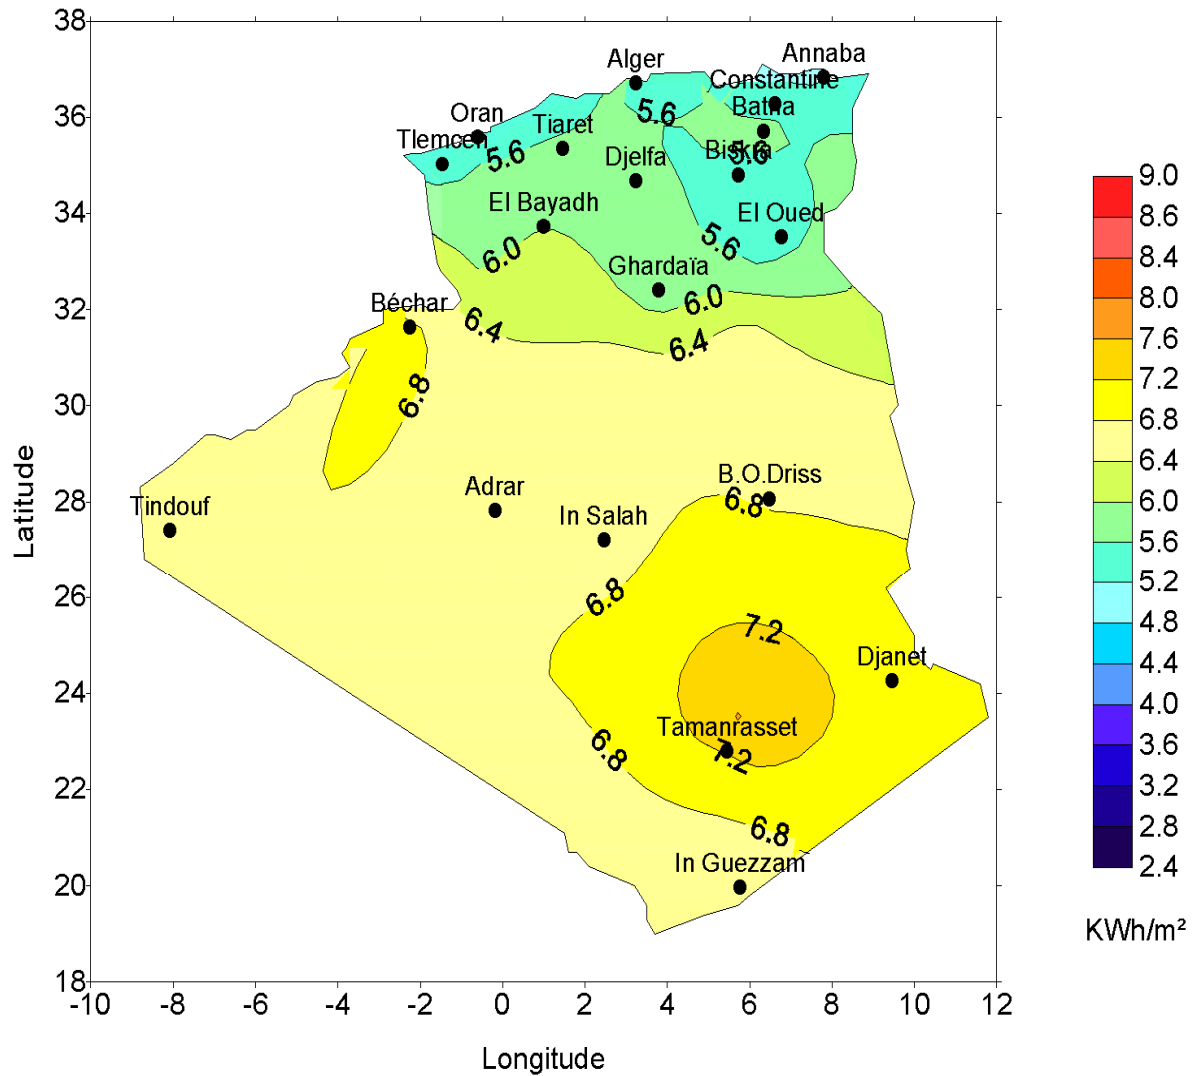 38
36
34
32
30
28
26
24
22
20
18
Latitude
-10 -8 -6 -4 -2 0 2 4 6 8 10 12
Longitude
Annaba
Alger
Constantine
Batna
Oran
5.6
Tiaret
Tlemcen
5.6
Djelfa
Biskra
5.6
El Bayadh
El Oued
5.6
6.0
Ghardaïa
6.0
Béchar
6.4
6.4
6.8
B.O.Driss
Adrar
6.8
Tindouf
In Salah
6.8
7.2
Djanet
Tamanrasset
7.2
6.8
6.8
In Guezzam
9.0
8.6
8.4
8.0
7.6
7.2
6.8
6.4
6.0
5.6
5.2
4.8
4.4
4.0
3.6
3.2
2.8
2.4
KWh/m²